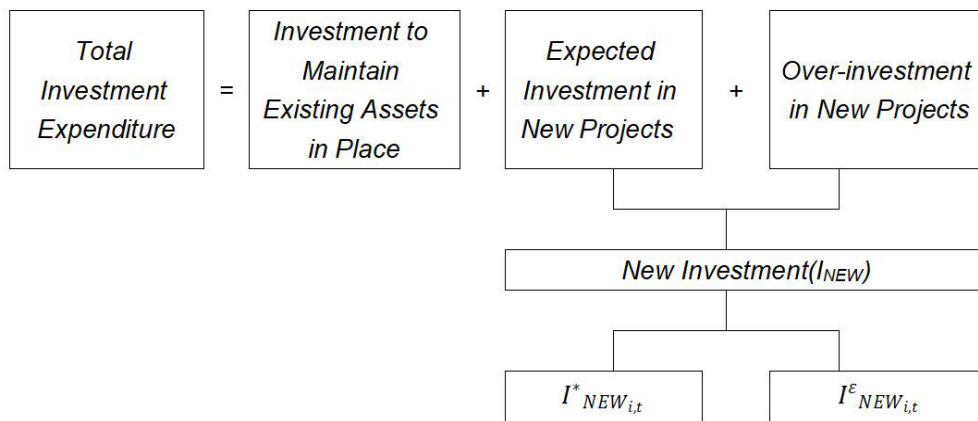 Total
Investment
Expenditure
=
Investment to
Maintain
Existing Assets
in Place
+
Expected
Investment in
New Projects
+
Over-investment
in New Projects
New Investment(I_NEW)
I*_NEW_i,t
I^ε_NEW_i,t